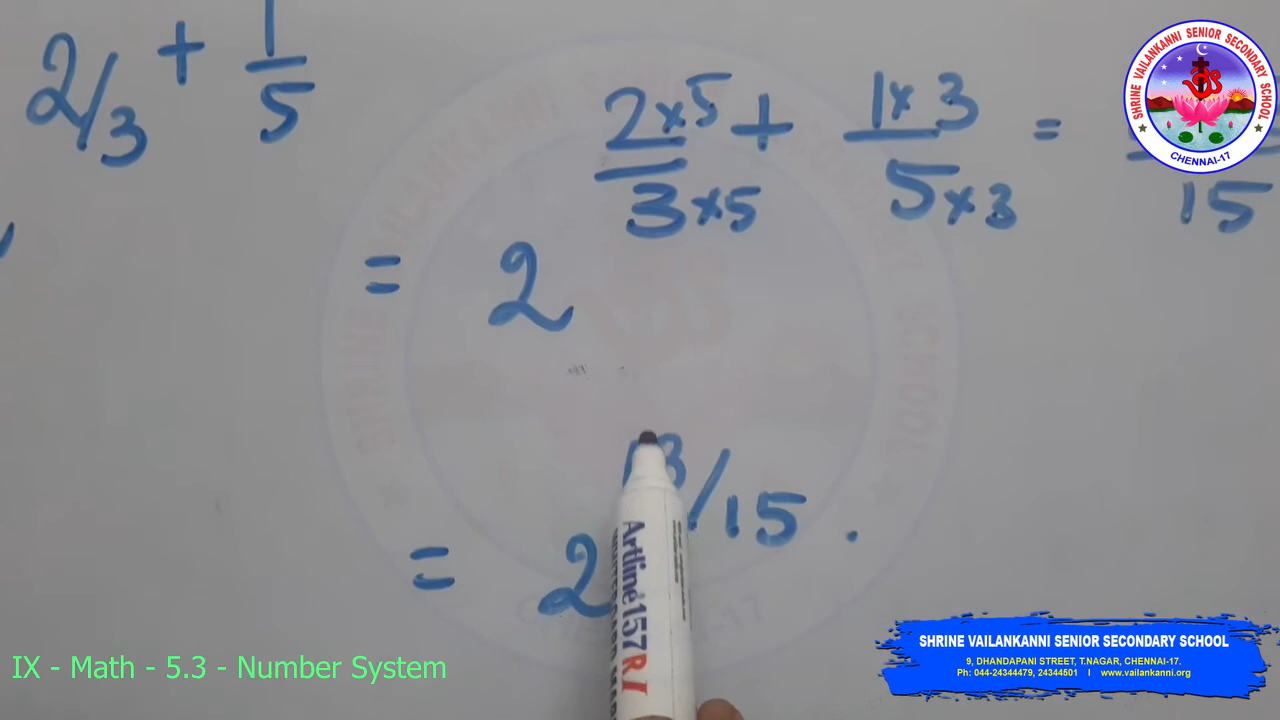 2/3 + 1/5
2×5/3×5 + 1×3/5×3 = /15
= 2
= 2 13/15 .
Artline 157 R
SHRINE VAILANKANNI SENIOR SECONDARY SCHOOL
CHENNAI-17
IX - Math - 5.3 - Number System
SHRINE VAILANKANNI SENIOR SECONDARY SCHOOL
9, DHANDAPANI STREET, T.NAGAR, CHENNAI-17.
Ph: 044-24344479, 24344501 I www.vailankanni.org